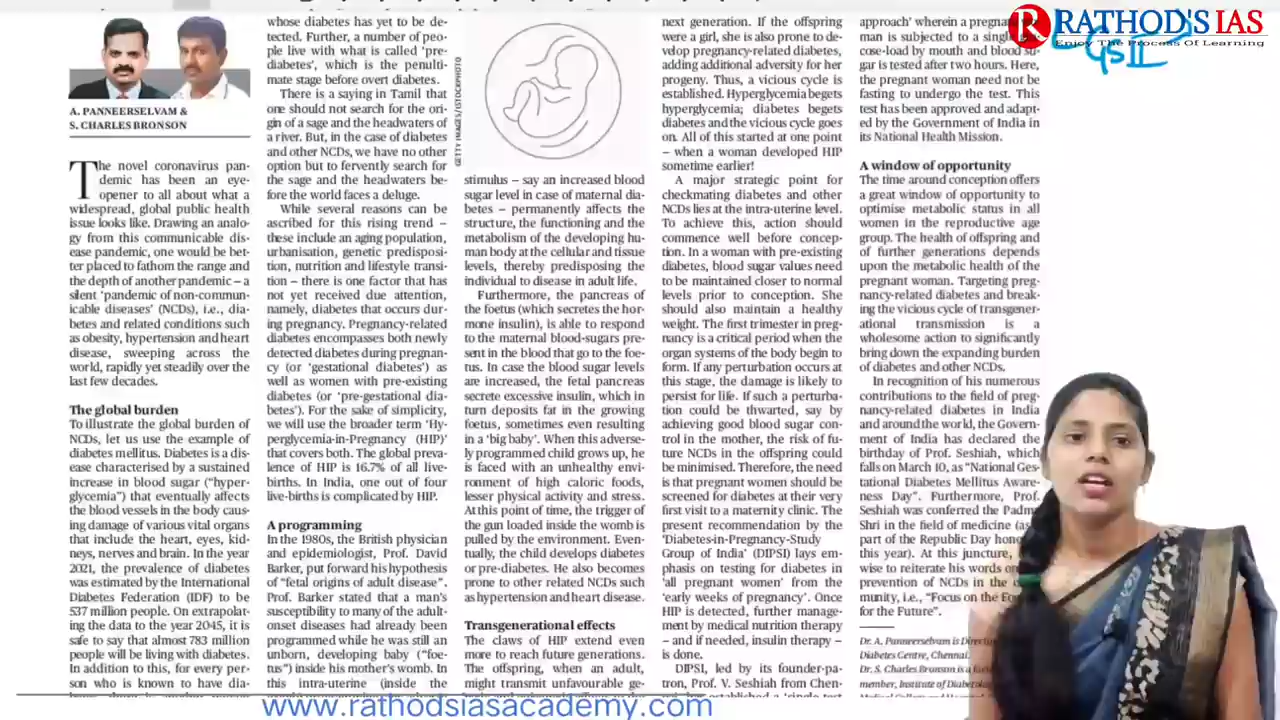 RATHOD'S IAS
Enjoy The Process Of Learning
A. PANNEERSELVAM &
S. CHARLES BRONSON
The novel coronavirus pan-
demic has been an eye-
opener to all about what a
widespread, global public health
issue looks like. Drawing an analo-
gy from this communicable dis-
ease pandemic, one would be bet-
ter placed to fathom the range and
the depth of another pandemic – a
silent 'pandemic of non-commun-
icable diseases' (NCDs), i.e., dia-
betes and related conditions such
as obesity, hypertension and heart
disease, sweeping across the
world, rapidly yet steadily over the
last few decades.
The global burden
To illustrate the global burden of
NCDs, let us use the example of
diabetes mellitus. Diabetes is a dis-
ease characterised by a sustained
increase in blood sugar ("hyper-
glycemia") that eventually affects
the blood vessels in the body caus-
ing damage of various vital organs
that include the heart, eyes, kid-
neys, nerves and brain. In the year
2021, the prevalence of diabetes
was estimated by the International
Diabetes Federation (IDF) to be
537 million people. On extrapolat-
ing the data to the year 2045, it is
safe to say that almost 783 million
people will be living with diabetes.
In addition to this, for every per-
son who is known to have dia-
whose diabetes has yet to be de-
tected. Further, a number of peo-
ple live with what is called 'pre-
diabetes', which is the penulti-
mate stage before overt diabetes.
There is a saying in Tamil that
one should not search for the ori-
gin of a sage and the headwaters of
a river. But, in the case of diabetes
and other NCDs, we have no other
option but to fervently search for
the sage and the headwaters be-
fore the world faces a deluge.
While several reasons can be
ascribed for this rising trend –
these include an aging population,
urbanisation, genetic predisposi-
tion, nutrition and lifestyle transi-
tion – there is one factor that has
not yet received due attention,
namely, diabetes that occurs dur-
ing pregnancy. Pregnancy-related
diabetes encompasses both newly
detected diabetes during pregnan-
cy (or 'gestational diabetes') as
well as women with pre-existing
diabetes (or 'pre-gestational dia-
betes'). For the sake of simplicity,
we will use the broader term 'Hy-
perglycemia-in-Pregnancy (HIP)'
that covers both. The global preva-
lence of HIP is 16.7% of all live-
births. In India, one out of four
live-births is complicated by HIP.
A programming
In the 1980s, the British physician
and epidemiologist, Prof. David
Barker, put forward his hypothesis
of "fetal origins of adult disease".
Prof. Barker stated that a man's
susceptibility to many of the adult-
onset diseases had already been
programmed while he was still an
unborn, developing baby ("foe-
tus") inside his mother's womb. In
this intra-uterine (inside the
GETTY IMAGES/ISTOCKPHOTO
stimulus – say an increased blood
sugar level in case of maternal dia-
betes – permanently affects the
structure, the functioning and the
metabolism of the developing hu-
man body at the cellular and tissue
levels, thereby predisposing the
individual to disease in adult life.
Furthermore, the pancreas of
the foetus (which secretes the hor-
mone insulin), is able to respond
to the maternal blood-sugars pre-
sent in the blood that go to the foe-
tus. In case the blood sugar levels
are increased, the fetal pancreas
secrete excessive insulin, which in
turn deposits fat in the growing
foetus, sometimes even resulting
in a 'big baby'. When this adverse-
ly programmed child grows up, he
is faced with an unhealthy envi-
ronment of high caloric foods,
lesser physical activity and stress.
At this point of time, the trigger of
the gun loaded inside the womb is
pulled by the environment. Even-
tually, the child develops diabetes
or pre-diabetes. He also becomes
prone to other related NCDs such
as hypertension and heart disease.
Transgenerational effects
The claws of HIP extend even
more to reach future generations.
The offspring, when an adult,
might transmit unfavourable ge-
next generation. If the offspring
were a girl, she is also prone to de-
velop pregnancy-related diabetes,
adding additional adversity for her
progeny. Thus, a vicious cycle is
established. Hyperglycemia begets
hyperglycemia; diabetes begets
diabetes and the vicious cycle goes
on. All of this started at one point
– when a woman developed HIP
sometime earlier!
A major strategic point for
checkmating diabetes and other
NCDs lies at the intra-uterine level.
To achieve this, action should
commence well before concep-
tion. In a woman with pre-existing
diabetes, blood sugar values need
to be maintained closer to normal
levels prior to conception. She
should also maintain a healthy
weight. The first trimester in preg-
nancy is a critical period when the
organ systems of the body begin to
form. If any perturbation occurs at
this stage, the damage is likely to
persist for life. If such a perturba-
tion could be thwarted, say by
achieving good blood sugar con-
trol in the mother, the risk of fu-
ture NCDs in the offspring could
be minimised. Therefore, the need
is that pregnant women should be
screened for diabetes at their very
first visit to a maternity clinic. The
present recommendation by the
'Diabetes-in-Pregnancy-Study
Group of India' (DIPSI) lays em-
phasis on testing for diabetes in
'all pregnant women' from the
'early weeks of pregnancy'. Once
HIP is detected, further manage-
ment by medical nutrition therapy
– and if needed, insulin therapy –
is done.
DIPSI, led by its founder-pa-
tron, Prof. V. Seshiah from Chen-
approach' wherein a pregnant
man is subjected to a single
cose-load by mouth and blood su-
gar is tested after two hours. Here,
the pregnant woman need not be
fasting to undergo the test. This
test has been approved and adapt-
ed by the Government of India in
its National Health Mission.
A window of opportunity
The time around conception offers
a great window of opportunity to
optimise metabolic status in all
women in the reproductive age
group. The health of offspring and
of further generations depends
upon the metabolic health of the
pregnant woman. Targeting preg-
nancy-related diabetes and break-
ing the vicious cycle of transgener-
ational transmission is a
wholesome action to significantly
bring down the expanding burden
of diabetes and other NCDs.
In recognition of his numerous
contributions to the field of preg-
nancy-related diabetes in India
and around the world, the Govern-
ment of India has declared the
birthday of Prof. Seshiah, which
falls on March 10, as "National Ges-
tational Diabetes Mellitus Aware-
ness Day". Furthermore, Prof.
Seshiah was conferred the Padma
Shri in the field of medicine (as
part of the Republic Day hono
this year). At this juncture,
wise to reiterate his words on
prevention of NCDs in the
munity, i.e., "Focus on the
for the Future".
Dr. A. Panneerselvam is
Diabetes Centre, Chennai.
Dr. S. Charles Bronson is a
member, Institute of
www.rathodsiasacademy.com